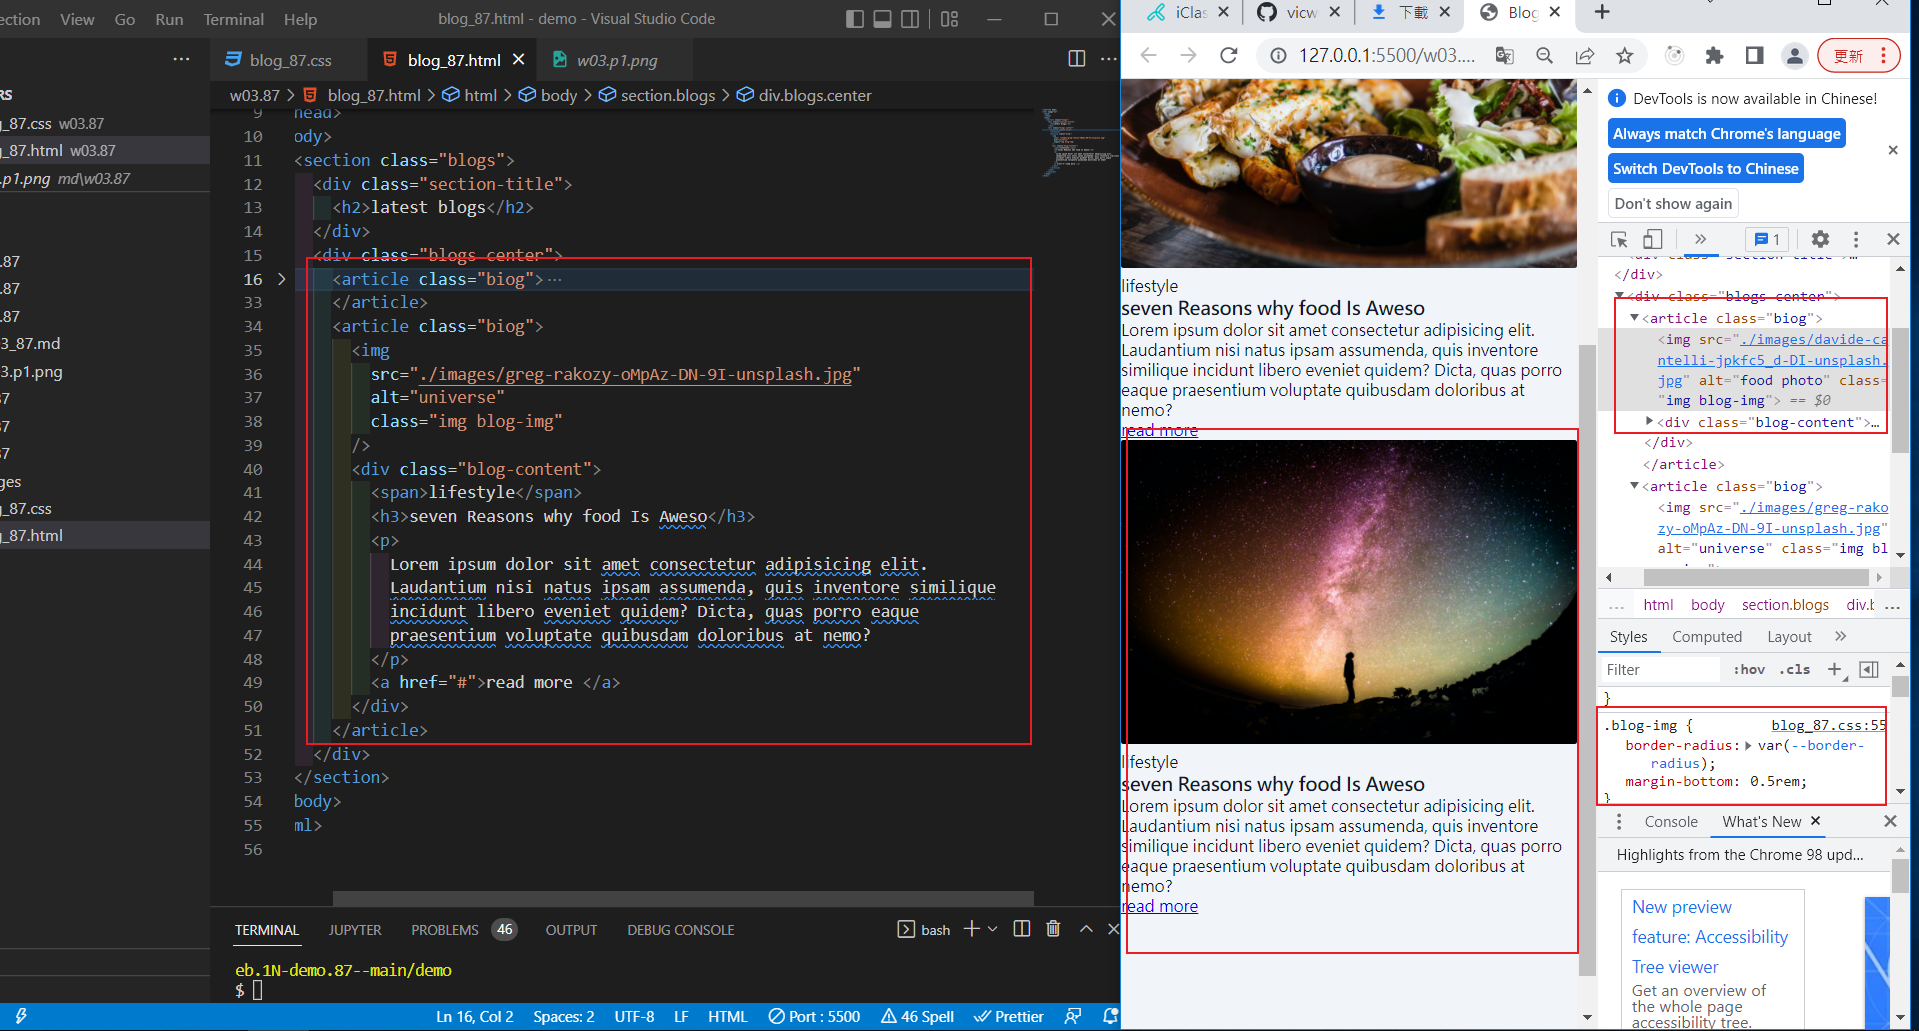 ection View Go Run Terminal Help
blog_87.html - demo - Visual Studio Code
blog_87.css
blog_87.html
w03.p1.png
w03.87 > blog_87.html > html > body > section.blogs > div.blogs.center
RS
_87.css w03.87
_87.html w03.87
.p1.png md\w03.87
.87
.87
.87
3_87.md
3.p1.png
7
7
7
ges
_87.css
_87.html
9 head>
10 ody>
11 <section class="blogs">
12 <div class="section-title">
13 <h2>latest blogs</h2>
14 </div>
15 <div class="blogs-center">
16 <article class="biog">...
33 </article>
34 <article class="biog">
35 <img
36 src="./images/greg-rakozy-oMpAz-DN-9I-unsplash.jpg"
37 alt="universe"
38 class="img blog-img"
39 />
40 <div class="blog-content">
41 <span>lifestyle</span>
42 <h3>seven Reasons why food Is Aweso</h3>
43 <p>
44 Lorem ipsum dolor sit amet consectetur adipisicing elit.
45 Laudantium nisi natus ipsam assumenda, quis inventore similique
46 incidunt libero eveniet quidem? Dicta, quas porro eaque
47 praesentium voluptate quibusdam doloribus at nemo?
48 </p>
49 <a href="#">read more </a>
50 </div>
51 </article>
52 </div>
53 </section>
54 body>
55 ml>
56
TERMINAL JUPYTER PROBLEMS 46 OUTPUT DEBUG CONSOLE
bash
eb.1N-demo.87--main/demo
$
Ln 16, Col 2 Spaces: 2 UTF-8 LF HTML Port : 5500 46 Spell Prettier
iClas
vicw
下載
Blog
127.0.0.1:5500/w03....
更新
lifestyle
seven Reasons why food Is Aweso
Lorem ipsum dolor sit amet consectetur adipisicing elit.
Laudantium nisi natus ipsam assumenda, quis inventore
similique incidunt libero eveniet quidem? Dicta, quas porro
eaque praesentium voluptate quibusdam doloribus at
nemo?
read more
lifestyle
seven Reasons why food Is Aweso
Lorem ipsum dolor sit amet consectetur adipisicing elit.
Laudantium nisi natus ipsam assumenda, quis inventore
similique incidunt libero eveniet quidem? Dicta, quas porro
eaque praesentium voluptate quibusdam doloribus at
nemo?
read more
DevTools is now available in Chinese!
Always match Chrome's language
Switch DevTools to Chinese
Don't show again
1
<div class="section-title">...
</div>
<div class="blogs-center">
<article class="biog">
<img src="./images/davide-ca
ntelli-jpkfc5_d-DI-unsplash.
jpg" alt="food photo" class=
"img blog-img"> == $0
<div class="blog-content">...
</div>
</article>
<article class="biog">
<img src="./images/greg-rako
zy-oMpAz-DN-9I-unsplash.jpg"
alt="universe" class="img bl
... html body section.blogs div.b ...
Styles Computed Layout
Filter :hov .cls
}
.blog-img { blog_87.css:55
border-radius: var(--border-
radius);
margin-bottom: 0.5rem;
}
Console What's New
Highlights from the Chrome 98 upd...
New preview
feature: Accessibility
Tree viewer
Get an overview of
the whole page
accessibility tree.